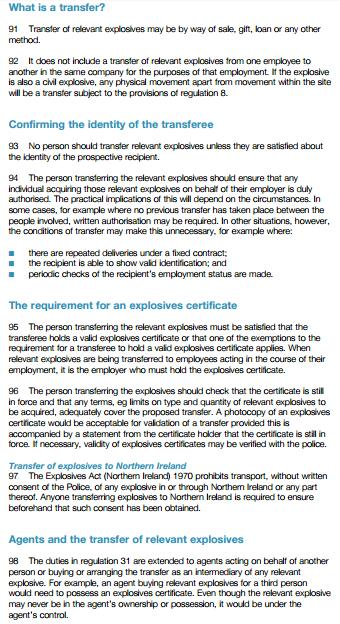 What is a transfer?
91 Transfer of relevant explosives may be by way of sale, gift, loan or any other
method.
92 It does not include a transfer of relevant explosives from one employee to
another in the same company for the purposes of that employment. If the explosive
is also a civil explosive, any physical movement apart from movement within the site
will be a transfer subject to the provisions of regulation 8.
Confirming the identity of the transferee
93 No person should transfer relevant explosives unless they are satisfied about
the identity of the prospective recipient.
94 The person transferring the relevant explosives should ensure that any
individual acquiring those relevant explosives on behalf of their employer is duly
authorised. The practical implications of this will depend on the circumstances. In
some cases, for example where no previous transfer has taken place between the
people involved, written authorisation may be required. In other situations, however,
the conditions of transfer may make this unnecessary, for example where:
■ there are repeated deliveries under a fixed contract;
■ the recipient is able to show valid identification; and
■ periodic checks of the recipient's employment status are made.
The requirement for an explosives certificate
95 The person transferring the relevant explosives must be satisfied that the
transferee holds a valid explosives certificate or that one of the exemptions to the
requirement for a transferee to hold a valid explosives certificate applies. When
relevant explosives are being transferred to employees acting in the course of their
employment, it is the employer who must hold the explosives certificate.
96 The person transferring the explosives should check that the certificate is still
in force and that any terms, eg limits on type and quantity of relevant explosives to
be acquired, adequately cover the proposed transfer. A photocopy of an explosives
certificate would be acceptable for validation of a transfer provided this is
accompanied by a statement from the certificate holder that the certificate is still in
force. If necessary, validity of explosives certificates may be verified with the police.
Transfer of explosives to Northern Ireland
97 The Explosives Act (Northern Ireland) 1970 prohibits transport, without written
consent of the Police, of any explosive in or through Northern Ireland or any part
thereof. Anyone transferring explosives to Northern Ireland is required to ensure
beforehand that such consent has been obtained.
Agents and the transfer of relevant explosives
98 The duties in regulation 31 are extended to agents acting on behalf of another
person or buying or arranging the transfer as an intermediary of any relevant
explosive. For example, an agent buying relevant explosives for a third person
would need to possess an explosives certificate. Even though the relevant explosive
may never be in the agent's ownership or possession, it would be under the
agent's control.